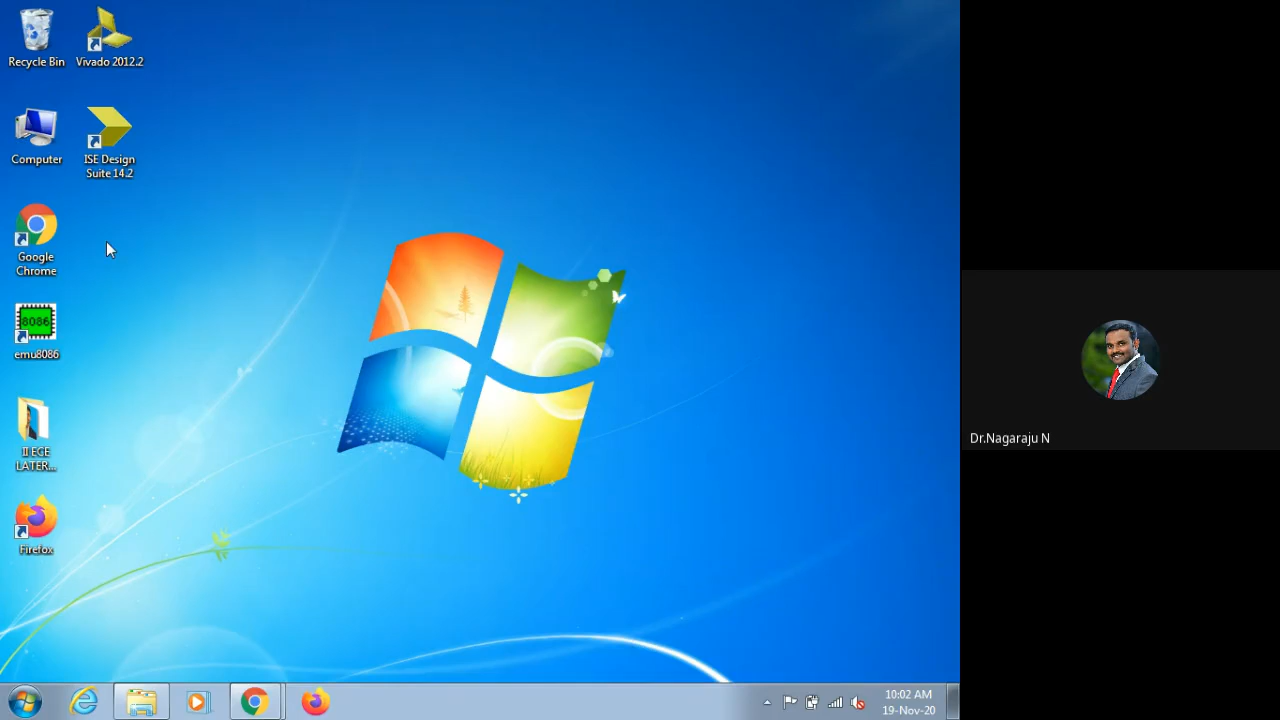 Recycle Bin
Vivado 2012.2
Computer
ISE Design
Suite 14.2
Google
Chrome
8086
emu8086
II ECE
LATER...
Firefox
Dr.Nagaraju N
10:02 AM
19-Nov-20